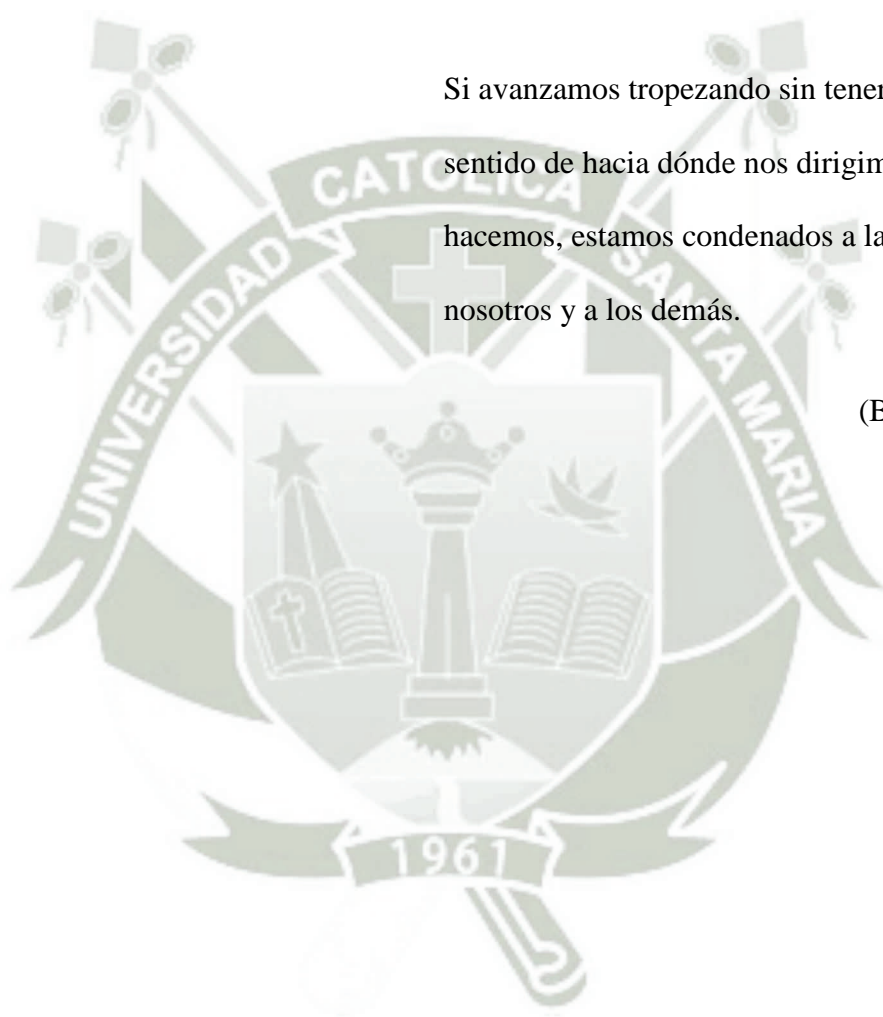 Si avanzamos tropezando sin tener
sentido de hacia dónde nos dirigim
hacemos, estamos condenados a la
nosotros y a los demás.
(B
UNIVERSIDAD CATOLICA SANTA MARIA
1961